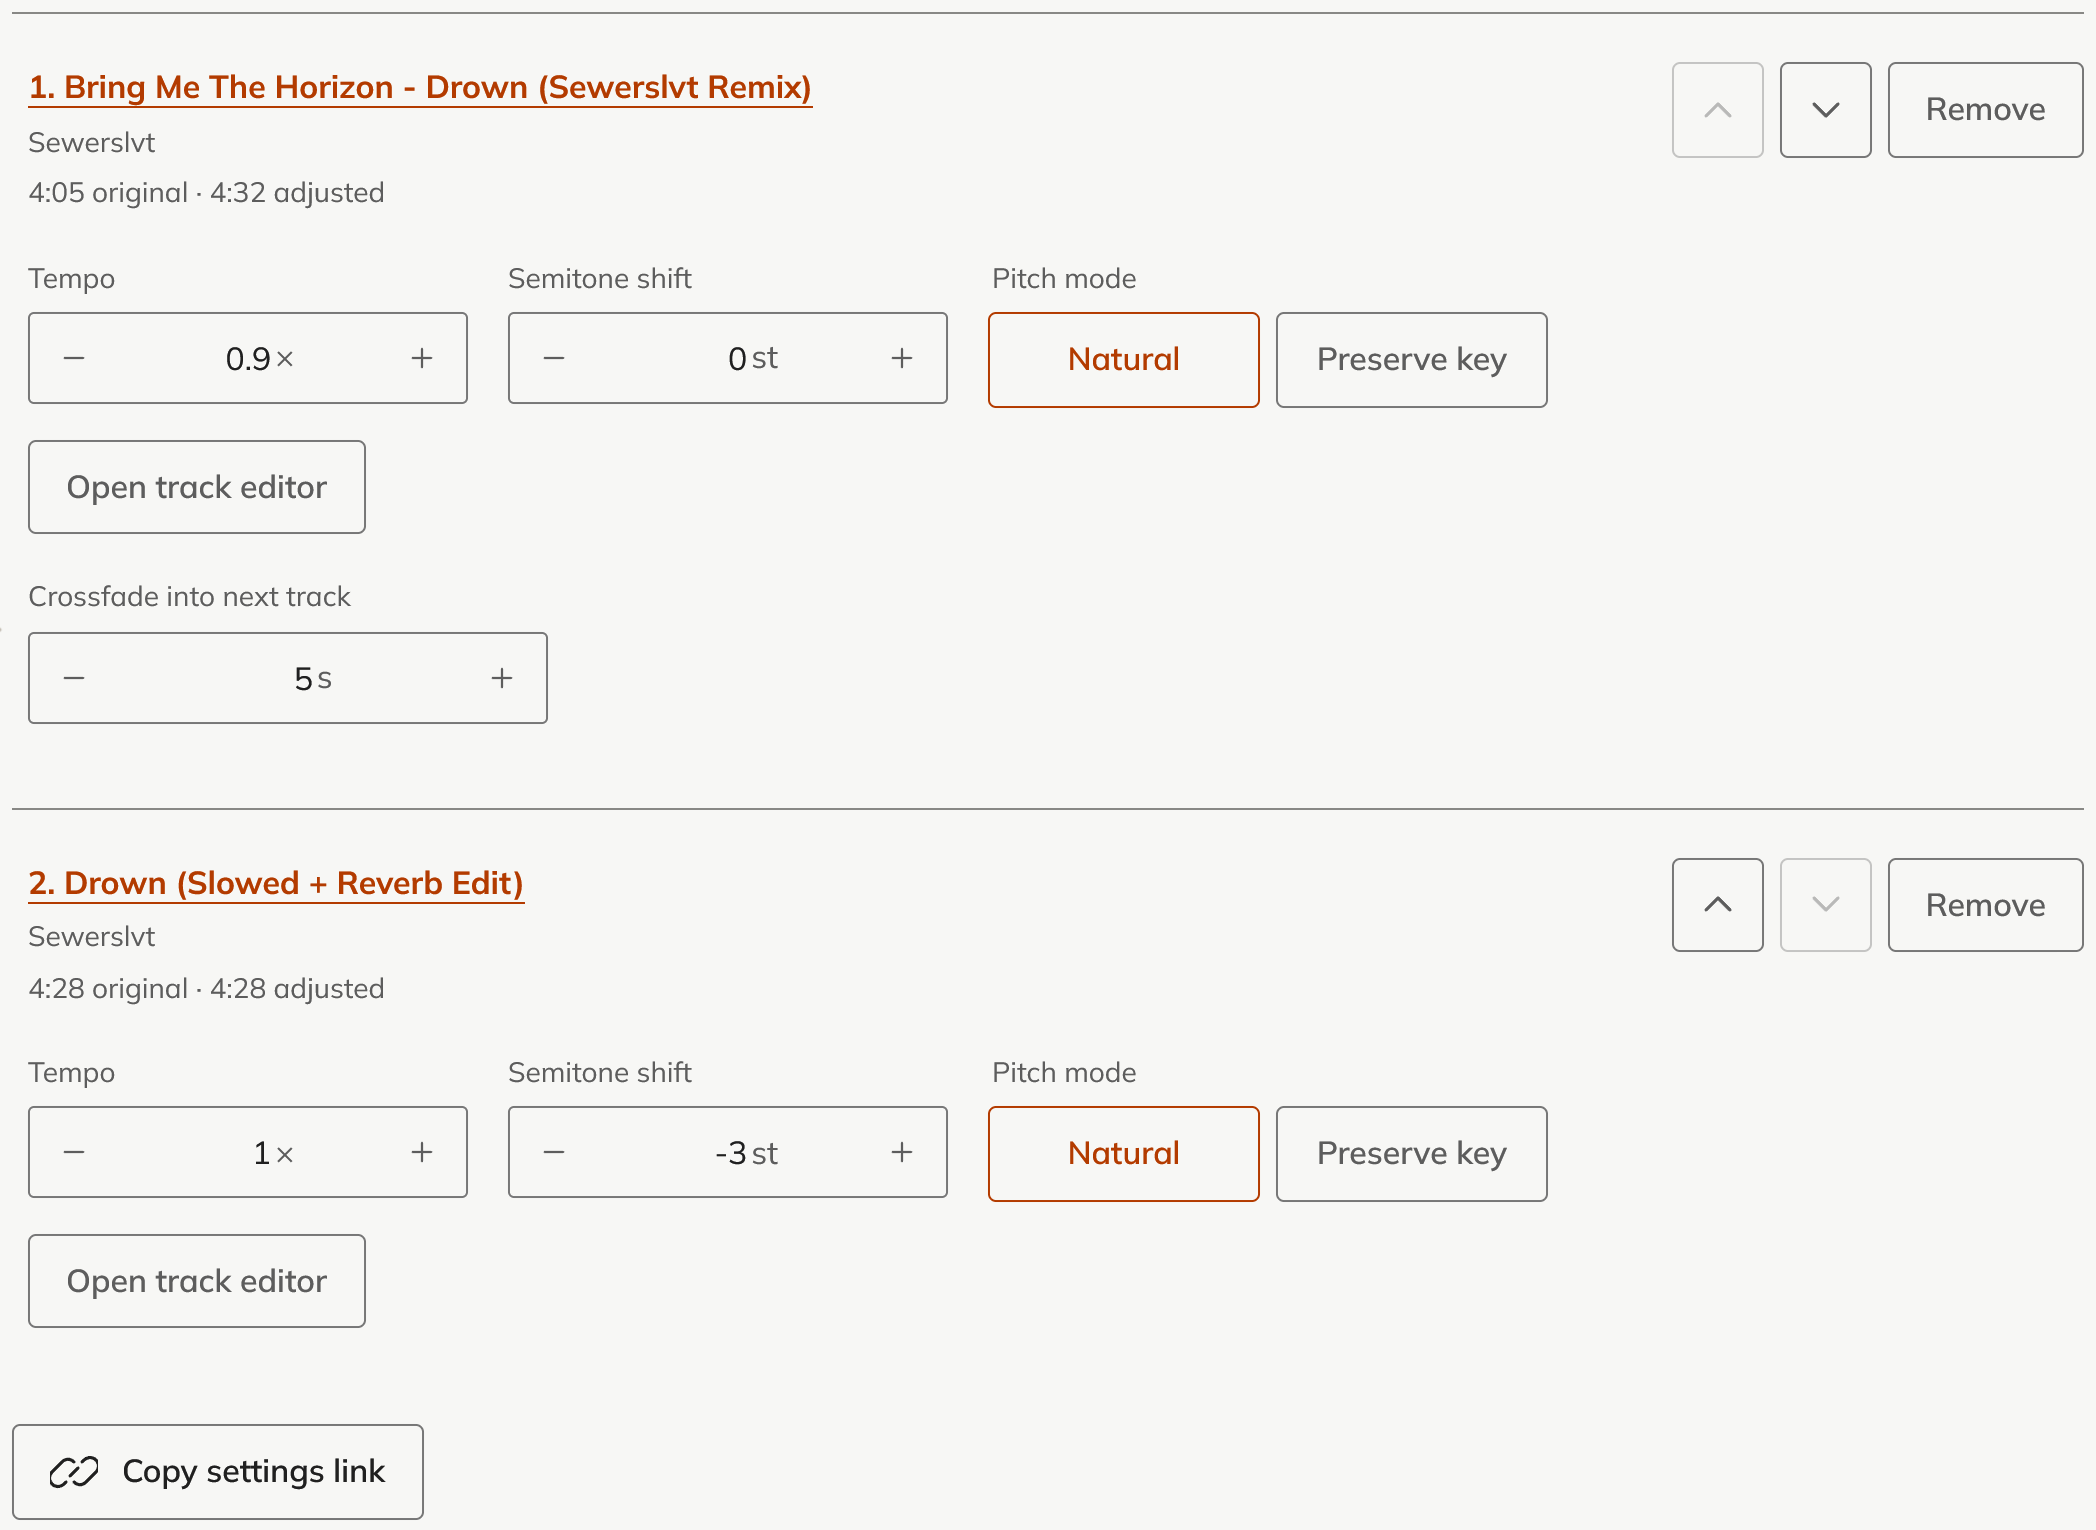 1. Bring Me The Horizon - Drown (Sewerslvt Remix)
Remove
Sewerslvt
4:05 original · 4:32 adjusted
Tempo
Semitone shift
Pitch mode
− 0.9 × +
− 0 st +
Natural
Preserve key
Open track editor
Crossfade into next track
− 5 s +
2. Drown (Slowed + Reverb Edit)
Remove
Sewerslvt
4:28 original · 4:28 adjusted
Tempo
Semitone shift
Pitch mode
− 1 × +
− -3 st +
Natural
Preserve key
Open track editor
Copy settings link